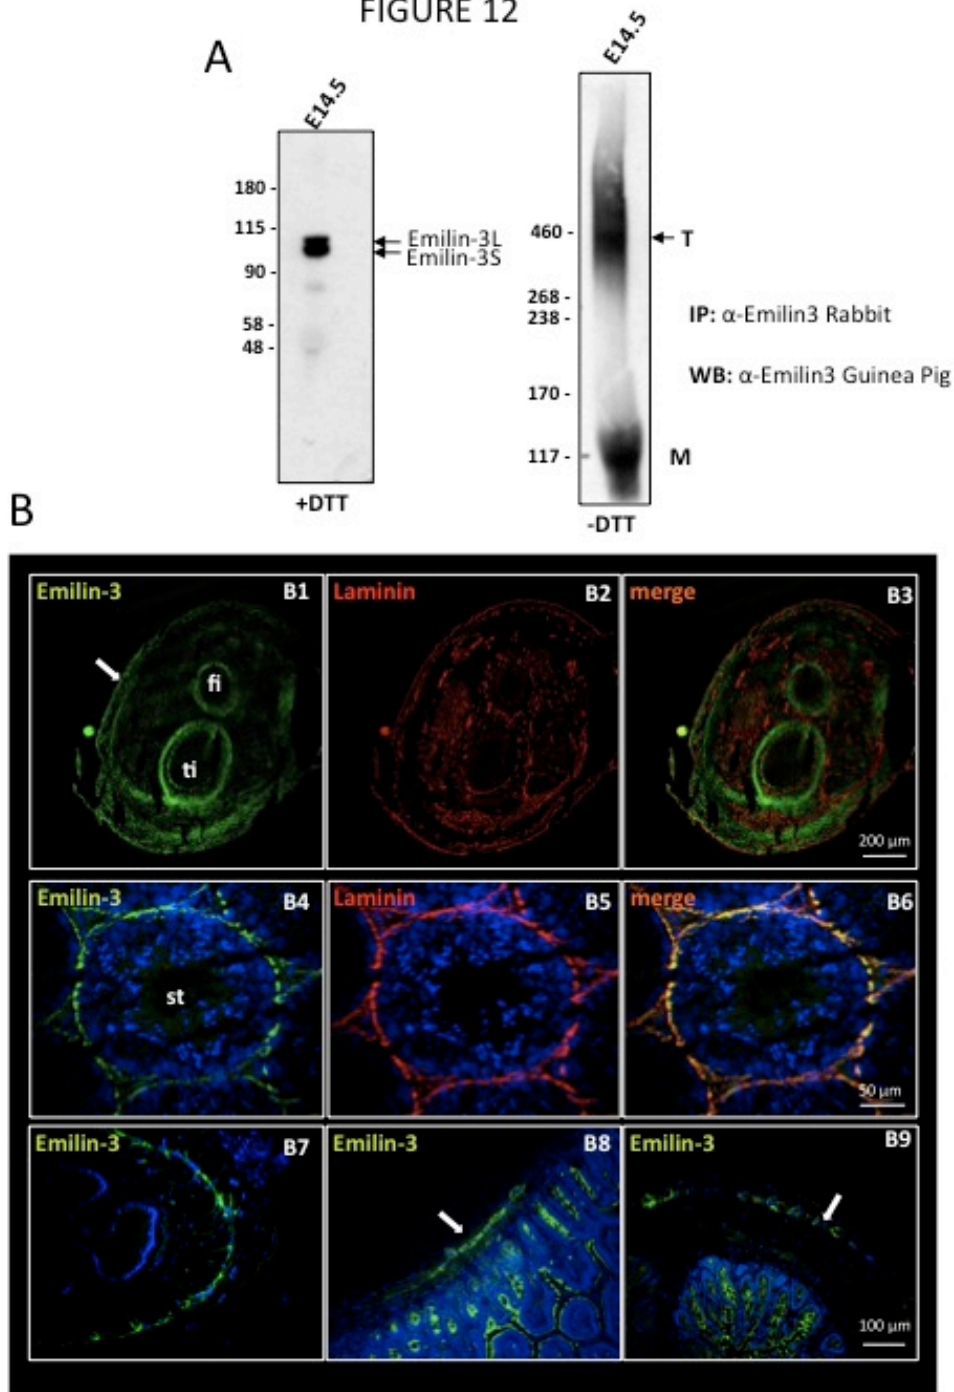 FIGURE 12
A
E14.5
180 -
115 -
90 -
58 -
48 -
Emilin-3L
Emilin-3S
+DTT
E14.5
460 -
268 -
238 -
170 -
117 -
T
M
-DTT
IP: α-Emilin3 Rabbit
WB: α-Emilin3 Guinea Pig
B
Emilin-3 B1
fi
ti
Laminin B2
merge B3
200 µm
Emilin-3 B4
st
Laminin B5
merge B6
50 µm
Emilin-3 B7
Emilin-3 B8
Emilin-3 B9
100 µm